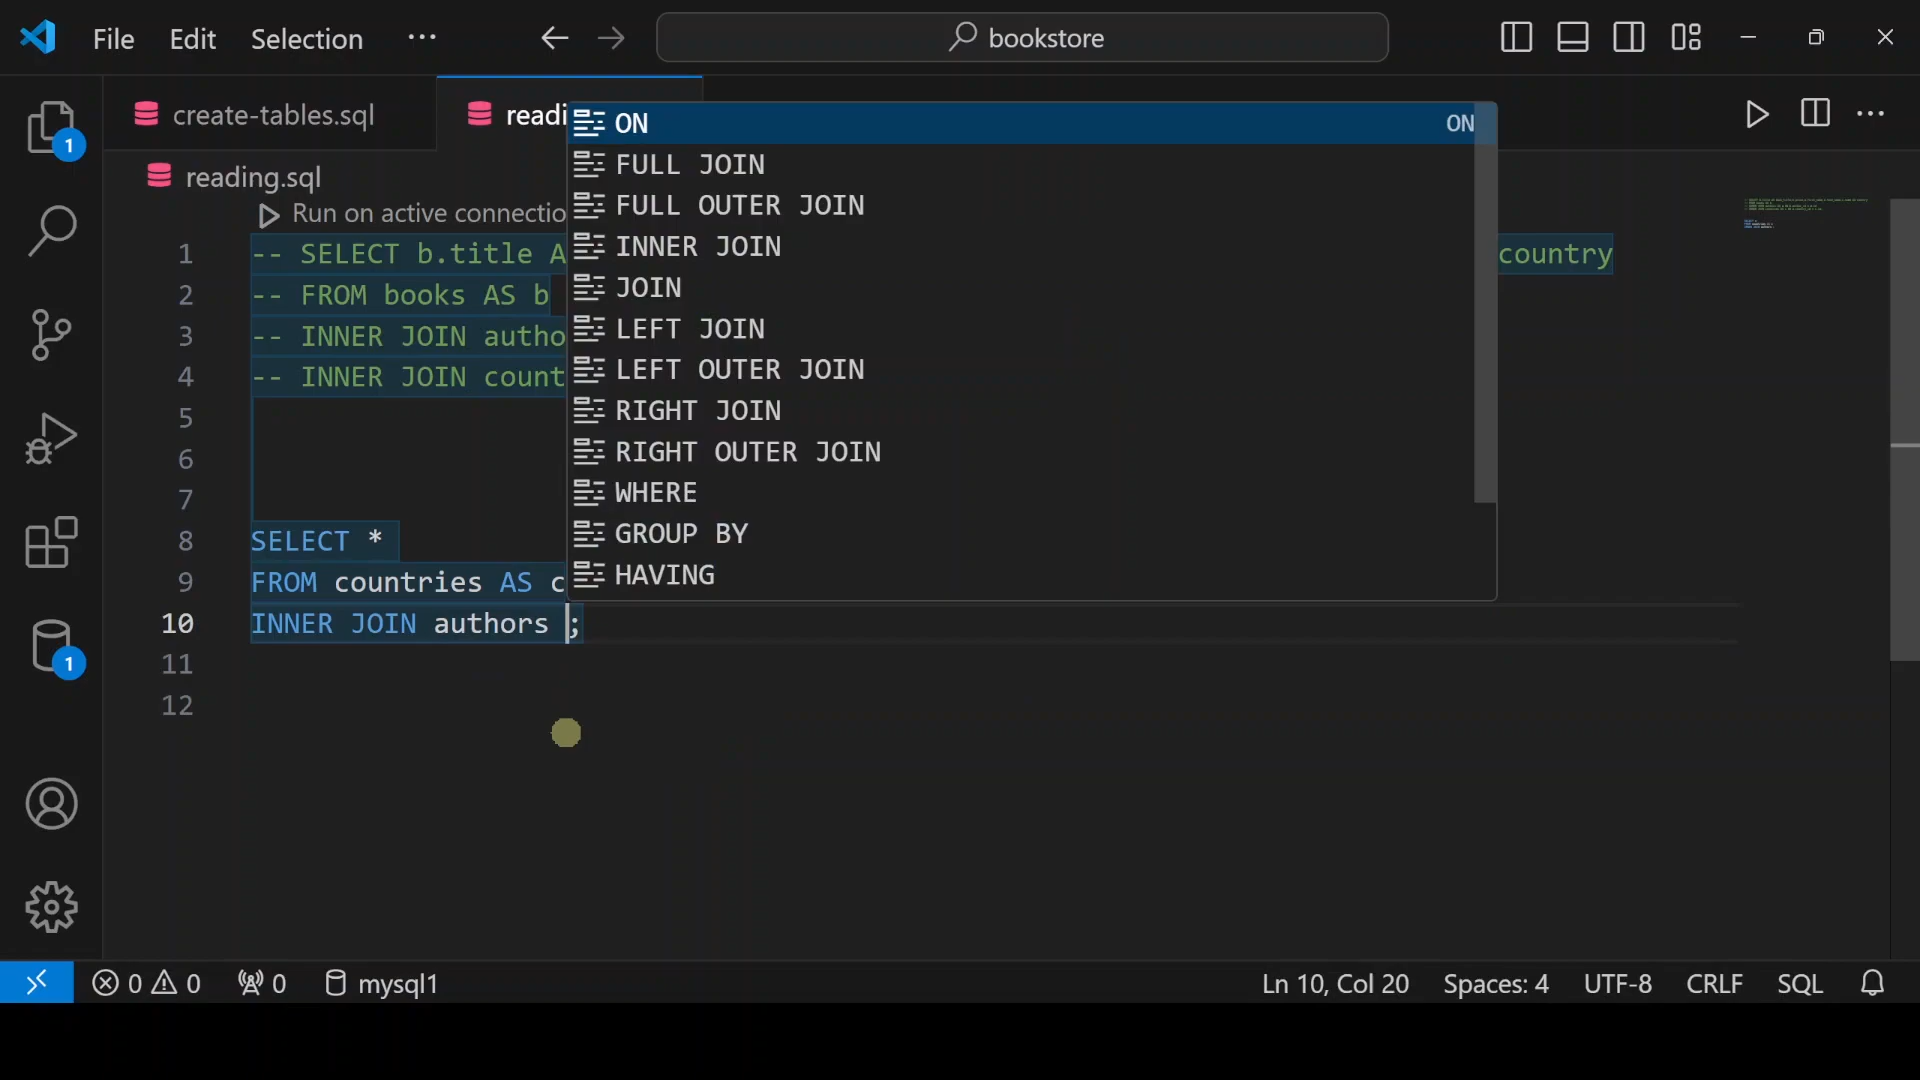 File Edit Selection ··· bookstore
create-tables.sql readi
reading.sql
Run on active connectio
1 -- SELECT b.title A country
2 -- FROM books AS b
3 -- INNER JOIN autho
4 -- INNER JOIN count
5
6
7
8 SELECT *
9 FROM countries AS c
10 INNER JOIN authors ;
11
12
ON ON
FULL JOIN
FULL OUTER JOIN
INNER JOIN
JOIN
LEFT JOIN
LEFT OUTER JOIN
RIGHT JOIN
RIGHT OUTER JOIN
WHERE
GROUP BY
HAVING
1
1
0 0 0 mysql1 Ln 10, Col 20 Spaces: 4 UTF-8 CRLF SQL